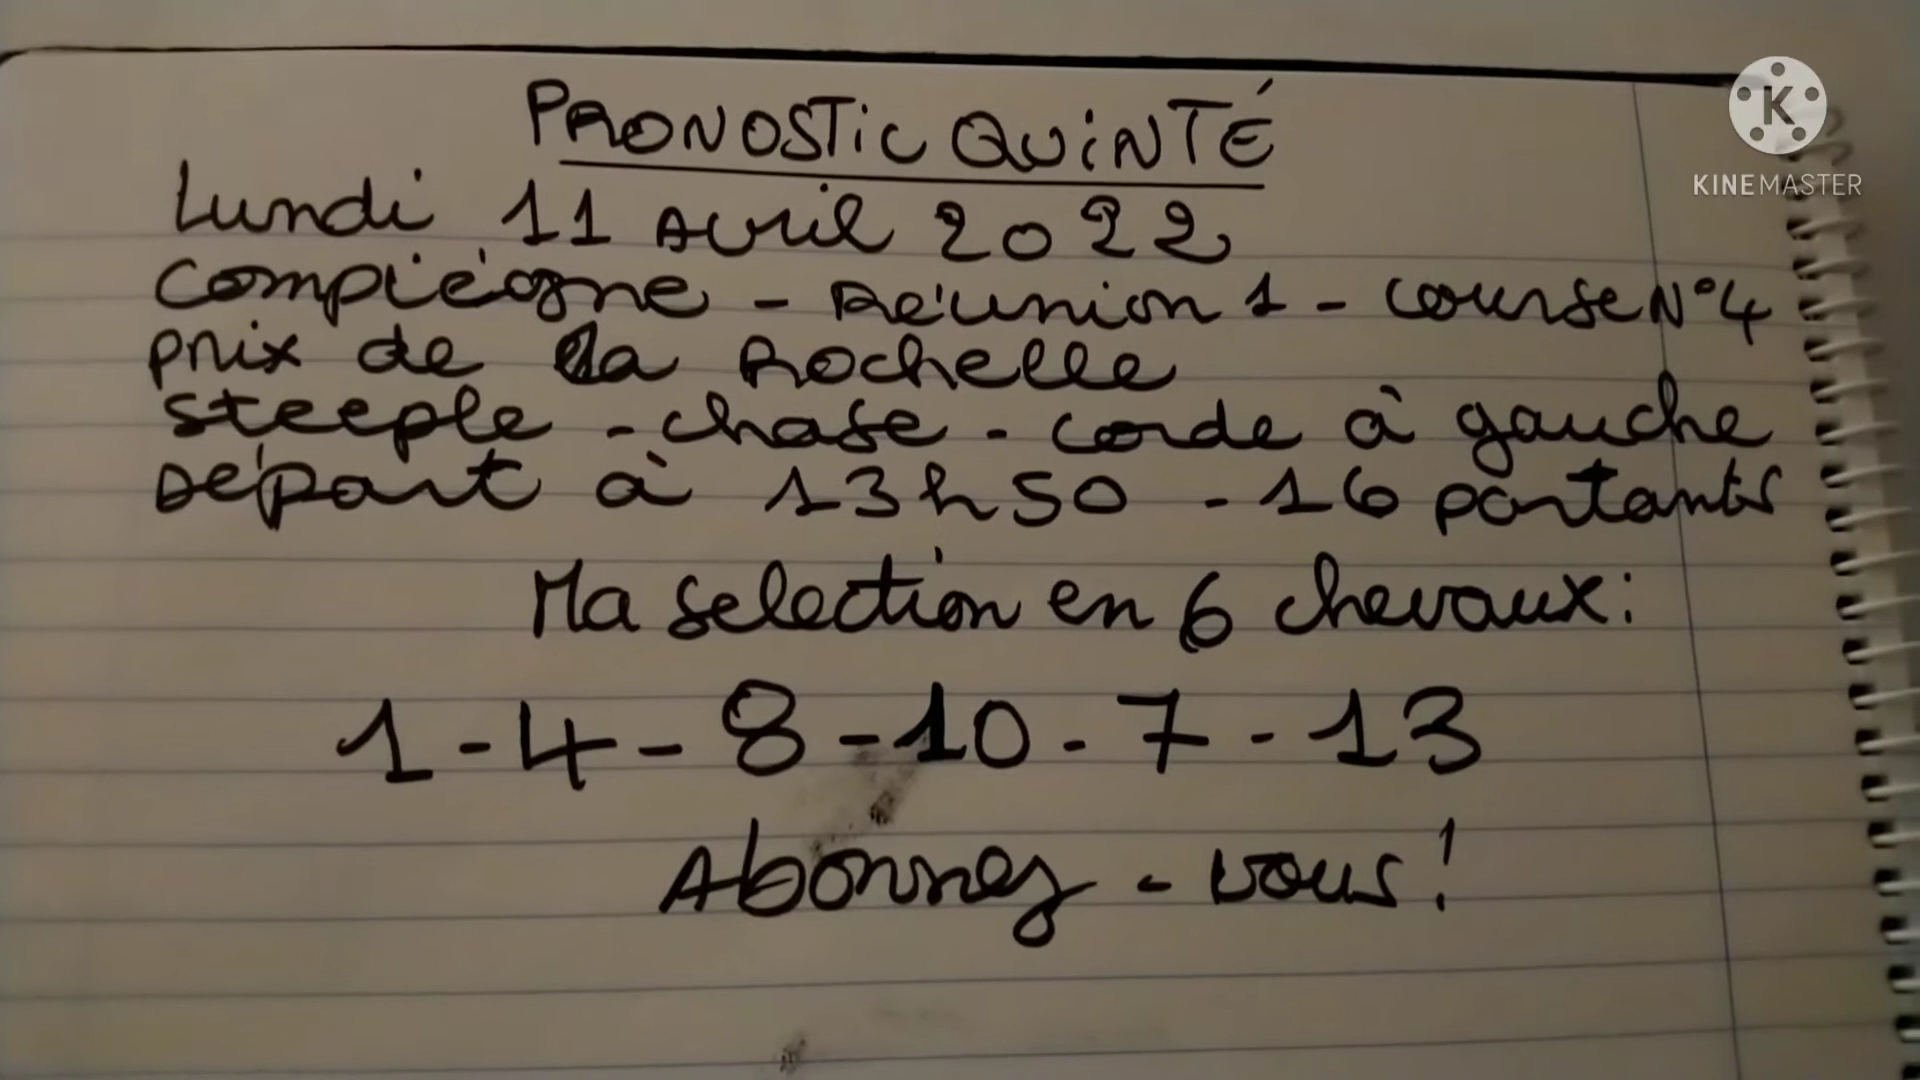 PRONOSTIC QUINTÉ
Lundi 11 avril 2022
Compiéogne - Réunion 1 - course N°4
prix de La Rochelle
steeple - chase - corde à gauche
Départ à 13h50 - 16 partants
Ma selection en 6 chevaux:
1 - 4 - 8 - 10 - 7 - 13
Abonnez - vous!
K
KINEMASTER